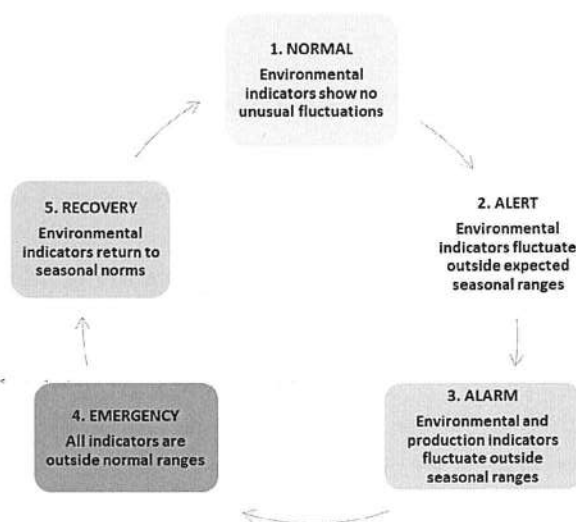 1. NORMAL
Environmental
indicators show no
unusual fluctuations
2. ALERT
Environmental
indicators fluctuate
outside expected
seasonal ranges
3. ALARM
Environmental and
production indicators
fluctuate outside
seasonal ranges
4. EMERGENCY
All indicators are
outside normal ranges
5. RECOVERY
Environmental
indicators return to
seasonal norms